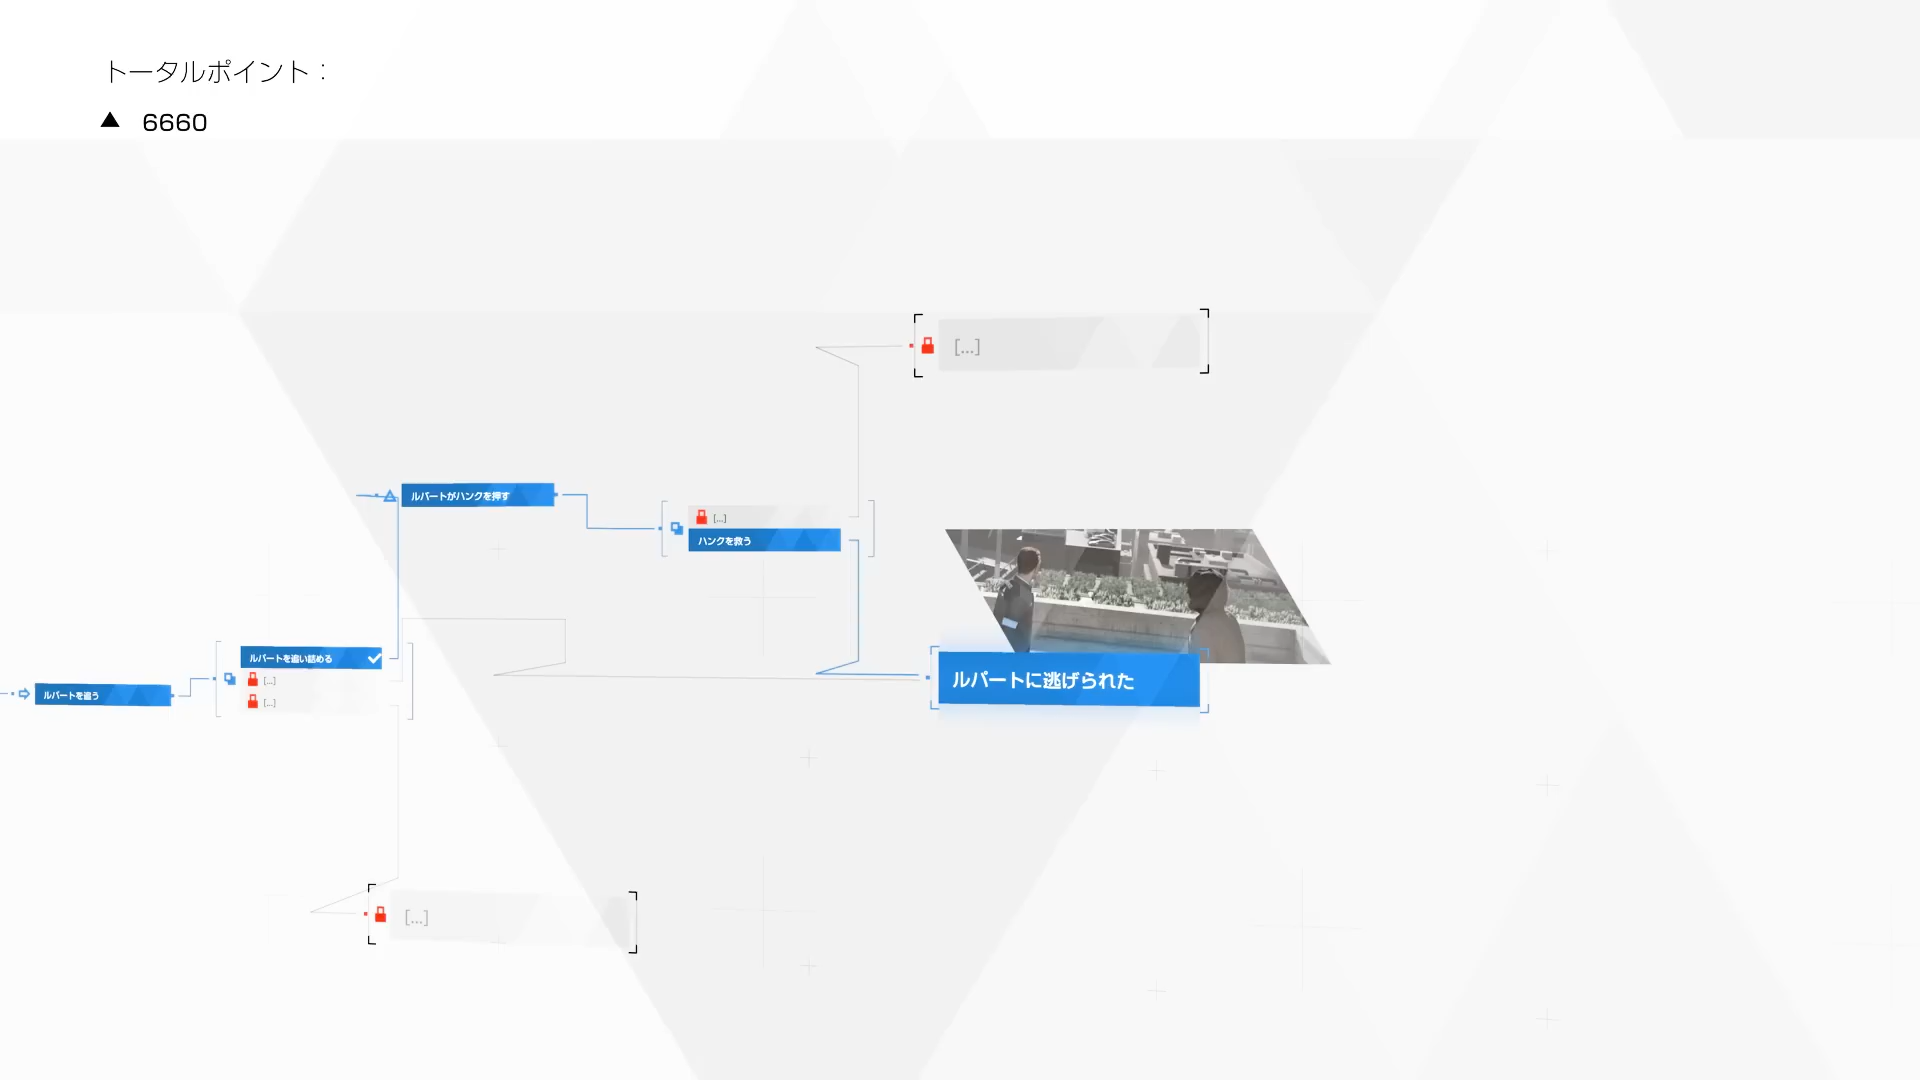 トータルポイント：
▲ 6660
[...]
ルパートがハンクを押す
[...]
ハンクを救う
ルパートを追い詰める
[...]
[...]
ルパートを追う
ルパートに逃げられた
[...]